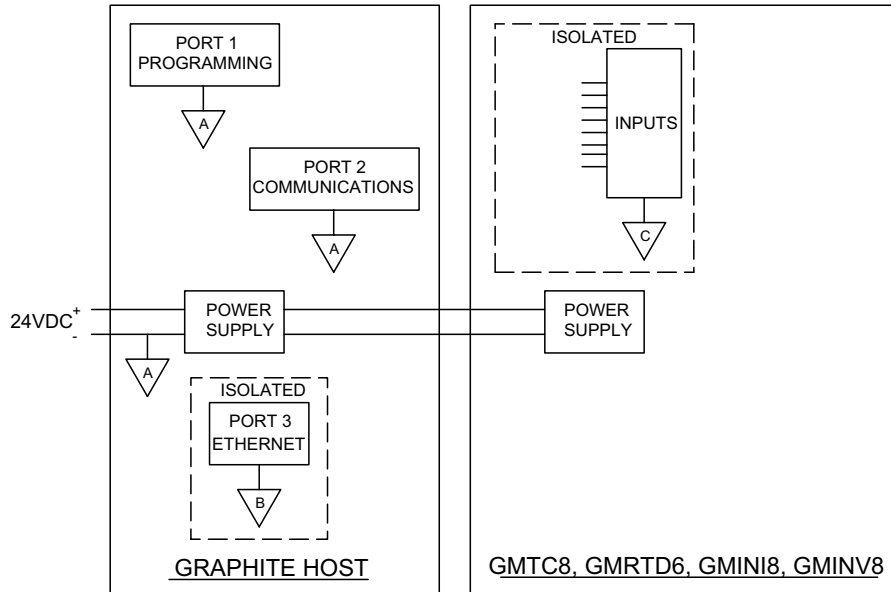 PORT 1
PROGRAMMING
A
PORT 2
COMMUNICATIONS
A
24VDC
+
-
POWER
SUPPLY
A
ISOLATED
PORT 3
ETHERNET
B
GRAPHITE HOST
ISOLATED
INPUTS
C
POWER
SUPPLY
GMTC8, GMRTD6, GMINI8, GMINV8